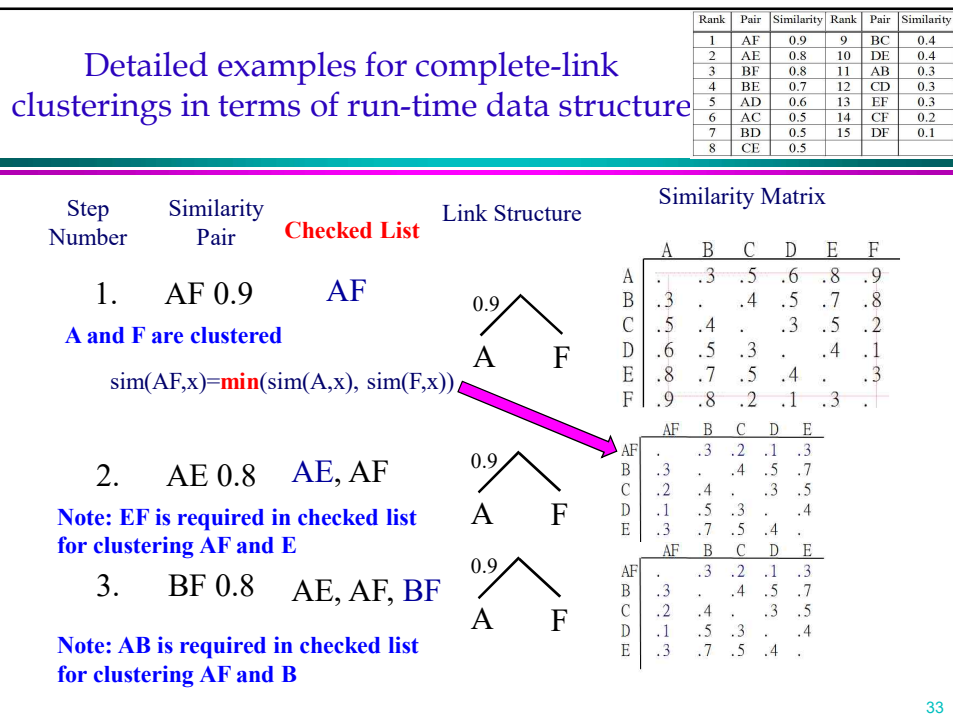 Detailed examples for complete-link
clusterings in terms of run-time data structure
Rank Pair Similarity Rank Pair Similarity
1 AF 0.9 9 BC 0.4
2 AE 0.8 10 DE 0.4
3 BF 0.8 11 AB 0.3
4 BE 0.7 12 CD 0.3
5 AD 0.6 13 EF 0.3
6 AC 0.5 14 CF 0.2
7 BD 0.5 15 DF 0.1
8 CE 0.5
Step Number
Similarity Pair
Checked List
Link Structure
Similarity Matrix
1. AF 0.9 AF
0.9
A F
A and F are clustered
sim(AF,x)=min(sim(A,x), sim(F,x))
A B C D E F
A . .3 .5 .6 .8 .9
B .3 . .4 .5 .7 .8
C .5 .4 . .3 .5 .2
D .6 .5 .3 . .4 .1
E .8 .7 .5 .4 . .3
F .9 .8 .2 .1 .3 .
2. AE 0.8 AE, AF
0.9
A F
Note: EF is required in checked list
for clustering AF and E
AF B C D E
AF . .3 .2 .1 .3
B .3 . .4 .5 .7
C .2 .4 . .3 .5
D .1 .5 .3 . .4
E .3 .7 .5 .4 .
3. BF 0.8 AE, AF, BF
0.9
A F
Note: AB is required in checked list
for clustering AF and B
AF B C D E
AF . .3 .2 .1 .3
B .3 . .4 .5 .7
C .2 .4 . .3 .5
D .1 .5 .3 . .4
E .3 .7 .5 .4 .
33